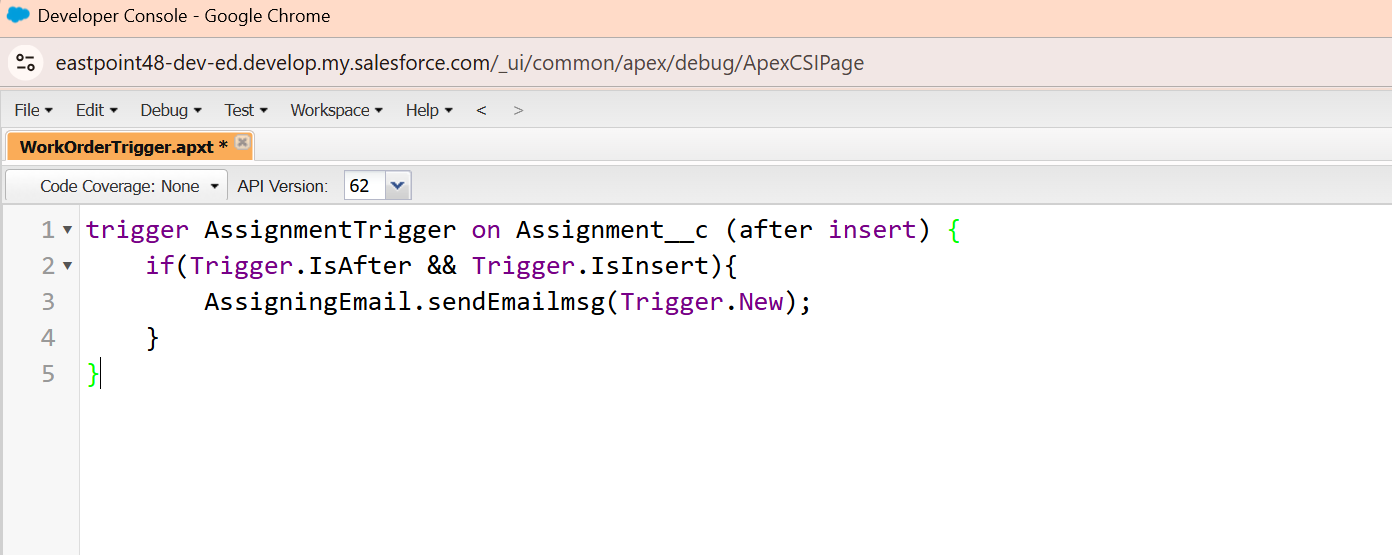 Developer Console - Google Chrome
eastpoint48-dev-ed.develop.my.salesforce.com/_ui/common/apex/debug/ApexCSIPage
File Edit Debug Test Workspace Help < >
WorkOrderTrigger.apxt *
Code Coverage: None API Version: 62
1 trigger AssignmentTrigger on Assignment__c (after insert) {
2 if(Trigger.IsAfter && Trigger.IsInsert){
3 AssigningEmail.sendEmailmsg(Trigger.New);
4 }
5 }